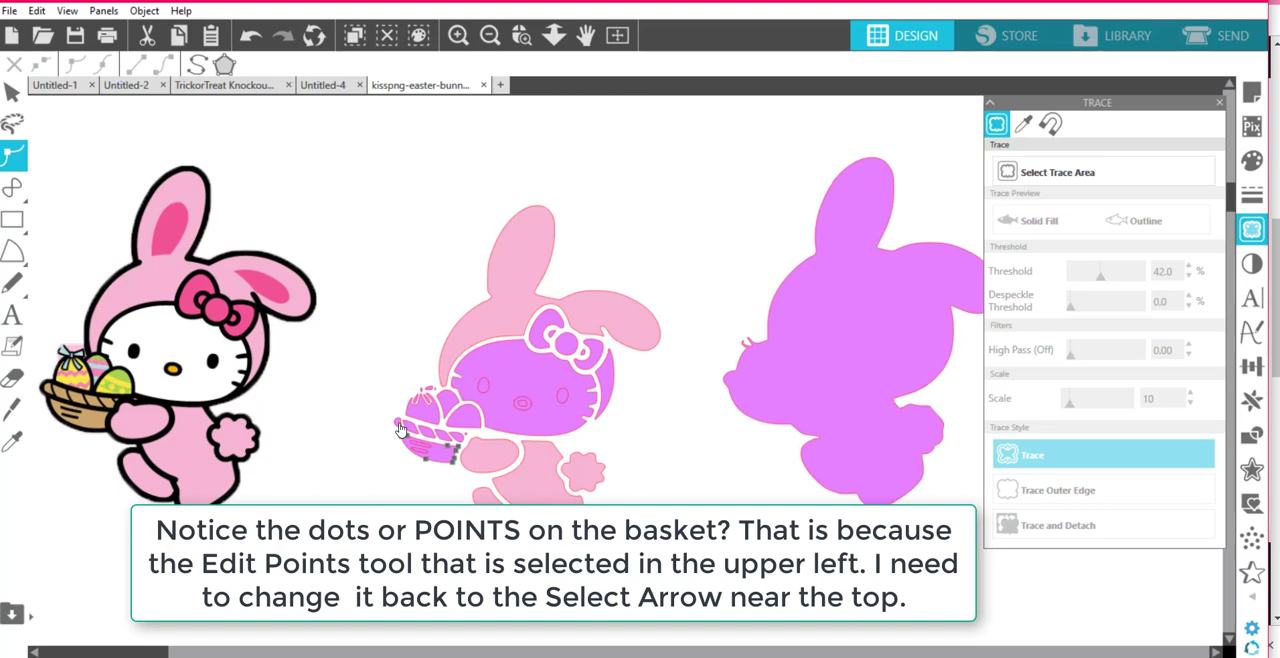 File Edit View Panels Object Help
DESIGN STORE LIBRARY SEND
Untitled-1 Untitled-2 TrickorTreat Knockou... Untitled-4 kisspng-easter-bunn...
TRACE
Pix
Trace
Select Trace Area
Trace Preview
Solid Fill Outline
Threshold
Threshold 42.0 %
Despeckle
Threshold 0.0 %
Filters
High Pass (Off) 0.00
Scale
Scale 10
Trace Style
Trace
Trace Outer Edge
Trace and Detach
Notice the dots or POINTS on the basket? That is because
the Edit Points tool that is selected in the upper left. I need
to change it back to the Select Arrow near the top.